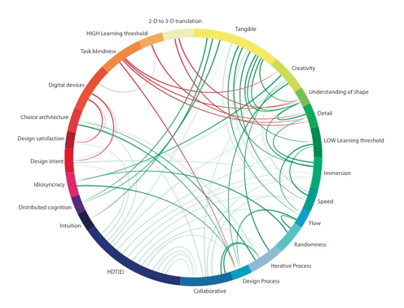 2-D to 3-D translation
HIGH Learning threshold
Tangible
Task blindness
Creativity
Digital devices
Understanding of shape
Detail
Choice architecture
LOW Learning threshold
Design satisfaction
Design intent
Immersion
Idiosyncracy
Speed
Distributed cognition
Flow
Intuition
Randomness
HDT(E)
Iterative Process
Design Process
Collaborative